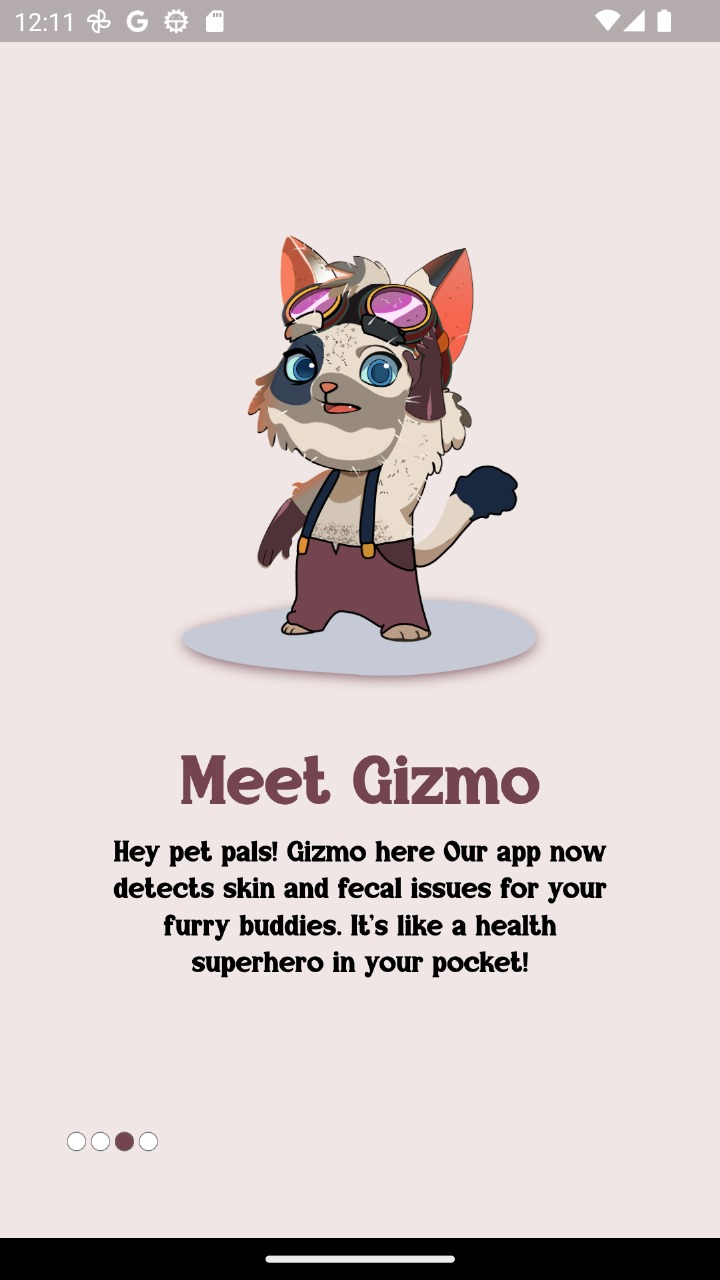 12:11
Meet Gizmo
Hey pet pals! Gizmo here Our app now
detects skin and fecal issues for your
furry buddies. It's like a health
superhero in your pocket!